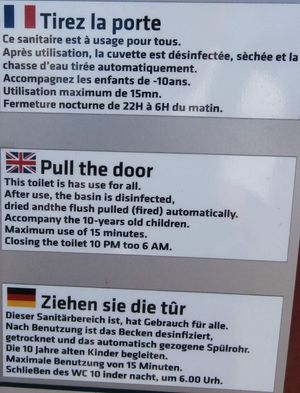 Tirez la porte
Ce sanitaire est à usage pour tous.
Après utilisation, la cuvette est désinfectée, sèchée et la
chasse d'eau tirée automatiquement.
Accompagnez les enfants de -10ans.
Utilisation maximum de 15mn.
Fermeture nocturne de 22H à 6H du matin.
Pull the door
This toilet is has use for all.
After use, the basin is disinfected,
dried andthe flush pulled (fired) automatically.
Accompany the 10-years old children.
Maximum use of 15 minutes.
Closing the toilet 10 PM too 6 AM.
Ziehen sie die tûr
Dieser Sanitärbereich ist, hat Gebrauch für alle.
Nach Benutzung ist das Becken desinfiziert,
getrocknet und das automatisch gezogene Spülrohr.
Die 10 Jahre alten Kinder begleiten.
Maximale Benutzung von 15 Minuten.
Schließen des WC 10 inder nacht, um 6.00 Urh.